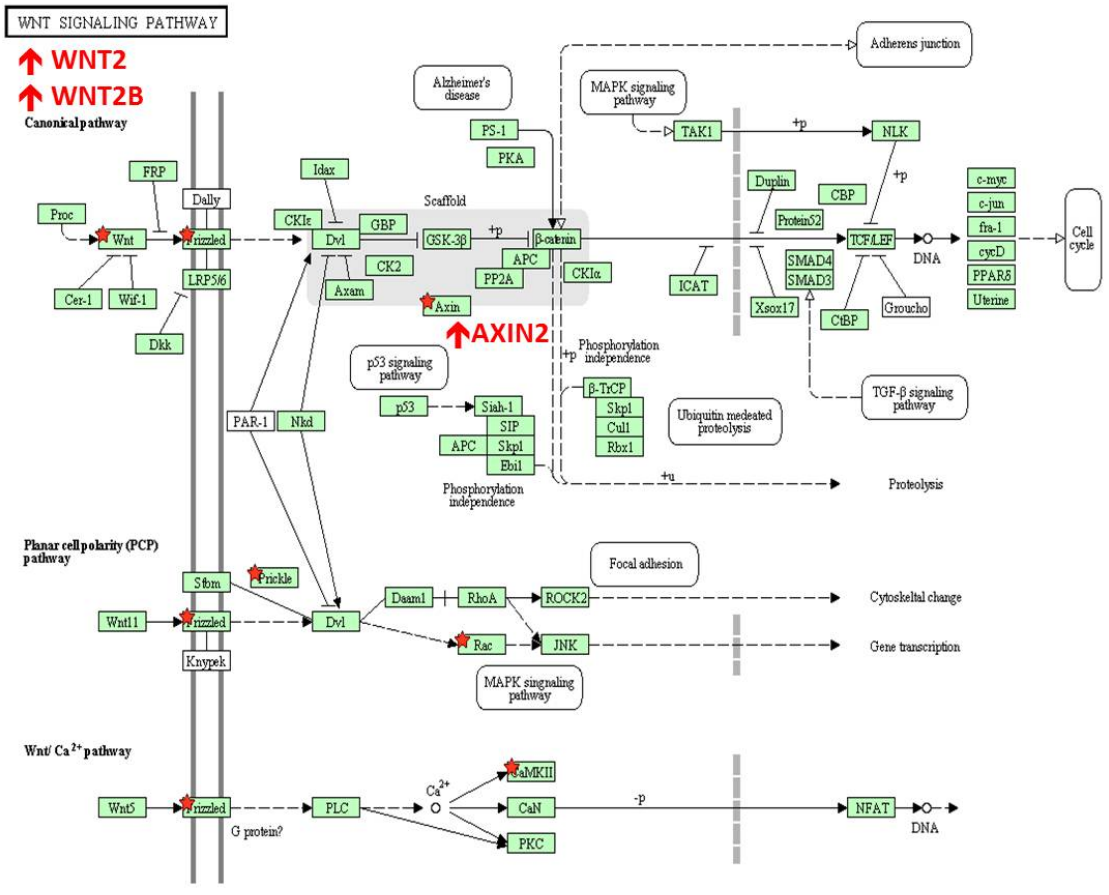 WNT SIGNALING PATHWAY
WNT2
WNT2B
Canonical pathway
Adherens junction
Alzheimer's
disease
MAPK signaling
pathway
PS-1
PKA
TAK1
+p
NLK
+p
FRP
Idax
Dally
Scaffold
Duplin
CBP
c-myc
c-jun
fra-1
cycD
PPARδ
Uterine
Cell
cycle
Proc
Wnt
Frizzled
CKIε
Dvl
GBP
GSK-3β
+p
β-catenin
Protein52
TCF/LEF
DNA
CK2
APC
PP2A
CKIα
SMAD4
SMAD3
LRP5/6
Cer-1
Wif-1
Axam
Axin
ICAT
Xsox17
CtBP
Groucho
Dkk
AXIN2
p53 signaling
pathway
+p
Phosphorylation
independence
TGF-β signaling
pathway
PAR-1
Nkd
p53
Siah-1
SIP
APC
Skp1
Ebi1
β-TrCP
Skp1
Cul1
Rbx1
Ubiquitin medeated
proteolysis
Phosphorylation
independence
+u
Proteolysis
Planar cell polarity (PCP)
pathway
Stbm
Prickle
Focal adhesion
Daam1
RhoA
ROCK2
Cytoskeltal change
Wnt11
Frizzled
Dvl
Rac
JNK
Gene transcription
Knypek
MAPK singnaling
pathway
Wnt/ Ca2+ pathway
Wnt5
Frizzled
G protein?
PLC
Ca2+
CaMKII
CaN
PKC
-p
NFAT
DNA